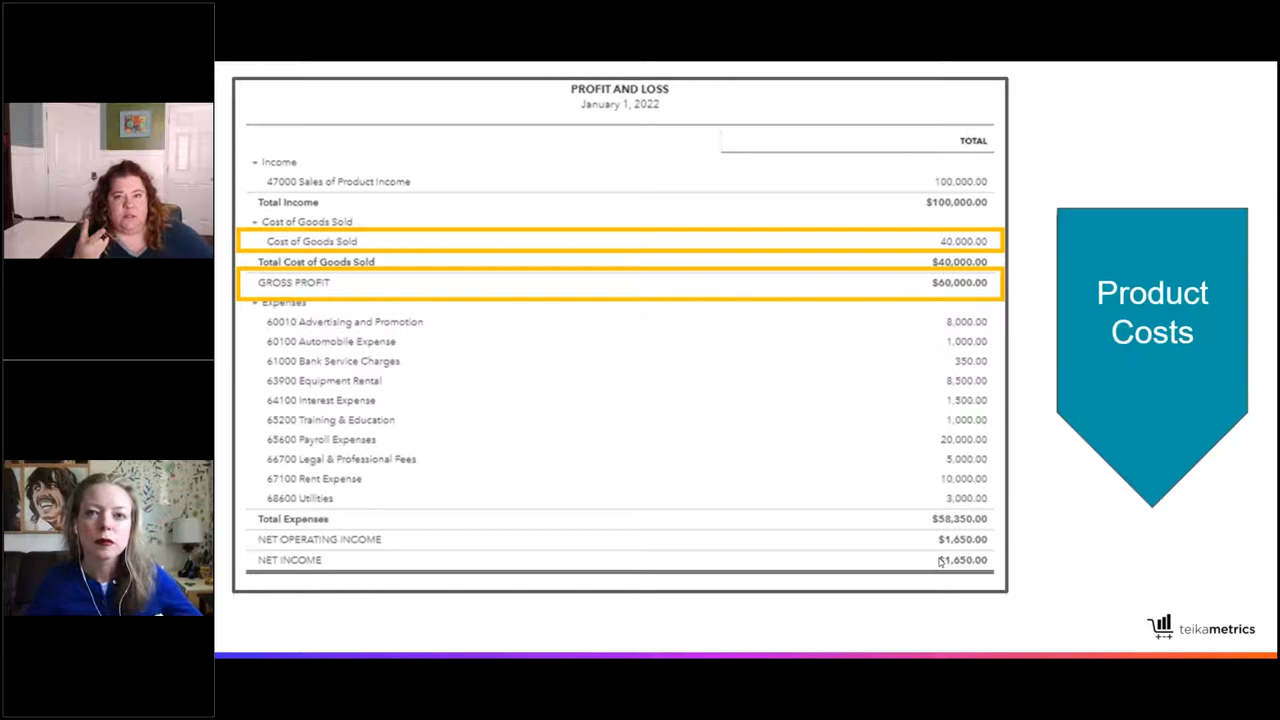 PROFIT AND LOSS
January 1, 2022
TOTAL
Income
47000 Sales of Product Income 100,000.00
Total Income $100,000.00
Cost of Goods Sold
Cost of Goods Sold 40,000.00
Total Cost of Goods Sold $40,000.00
GROSS PROFIT $60,000.00
Expenses
60010 Advertising and Promotion 8,000.00
60100 Automobile Expense 1,000.00
61000 Bank Service Charges 350.00
63900 Equipment Rental 8,500.00
64100 Interest Expense 1,500.00
65200 Training & Education 1,000.00
65600 Payroll Expenses 20,000.00
66700 Legal & Professional Fees 5,000.00
67100 Rent Expense 10,000.00
68600 Utilities 3,000.00
Total Expenses $58,350.00
NET OPERATING INCOME $1,650.00
NET INCOME $1,650.00
Product
Costs
teikametrics